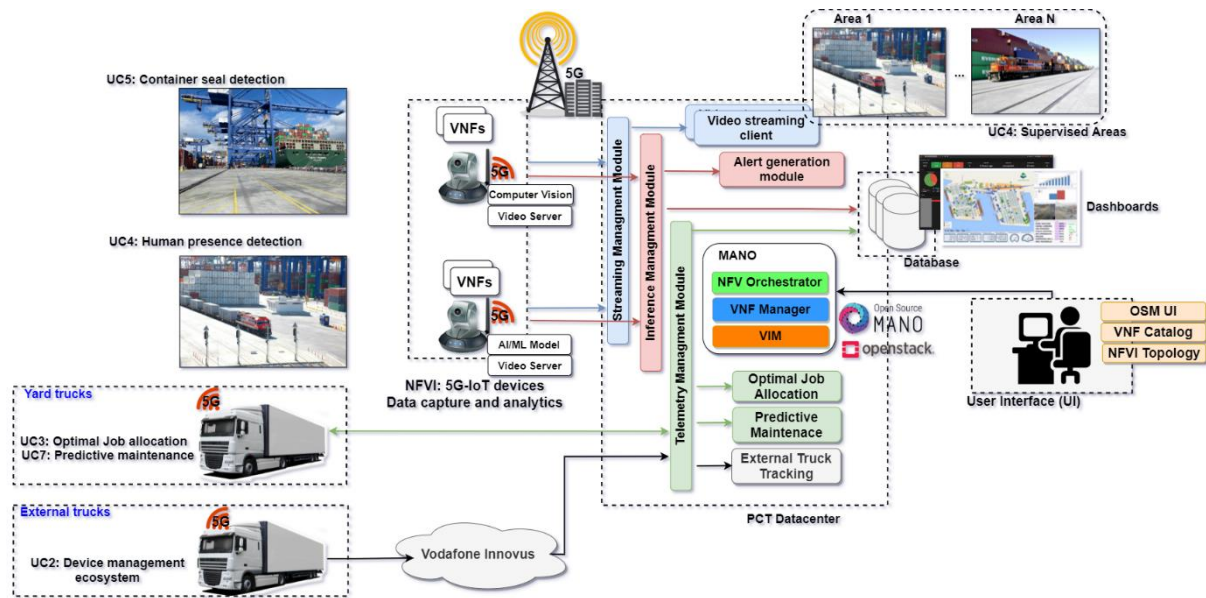 Area 1
Area N
...
UC4: Supervised Areas
5G
UC5: Container seal detection
VNFs
5G
Computer Vision
Video Server
UC4: Human presence detection
VNFs
5G
AI/ML Model
Video Server
NFVI: 5G-IoT devices
Data capture and analytics
Streaming Managment Module
Inference Managment Module
Telemetry Managment Module
Video streaming
client
Alert generation
module
Database
Dashboards
MANO
NFV Orchestrator
VNF Manager
VIM
Open Source
MANO
openstack.
OSM UI
VNF Catalog
NFVI Topology
User Interface (UI)
Optimal Job
Allocation
Predictive
Maintenace
External Truck
Tracking
PCT Datacenter
Yard trucks
5G
UC3: Optimal Job allocation
UC7: Predictive maintenance
External trucks
5G
UC2: Device management
ecosystem
Vodafone Innovus